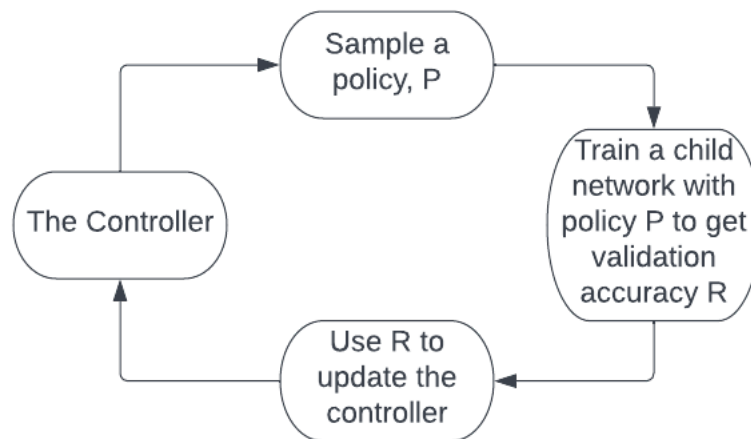 Sample a
policy, P
Train a child
network with
policy P to get
validation
accuracy R
The Controller
Use R to
update the
controller